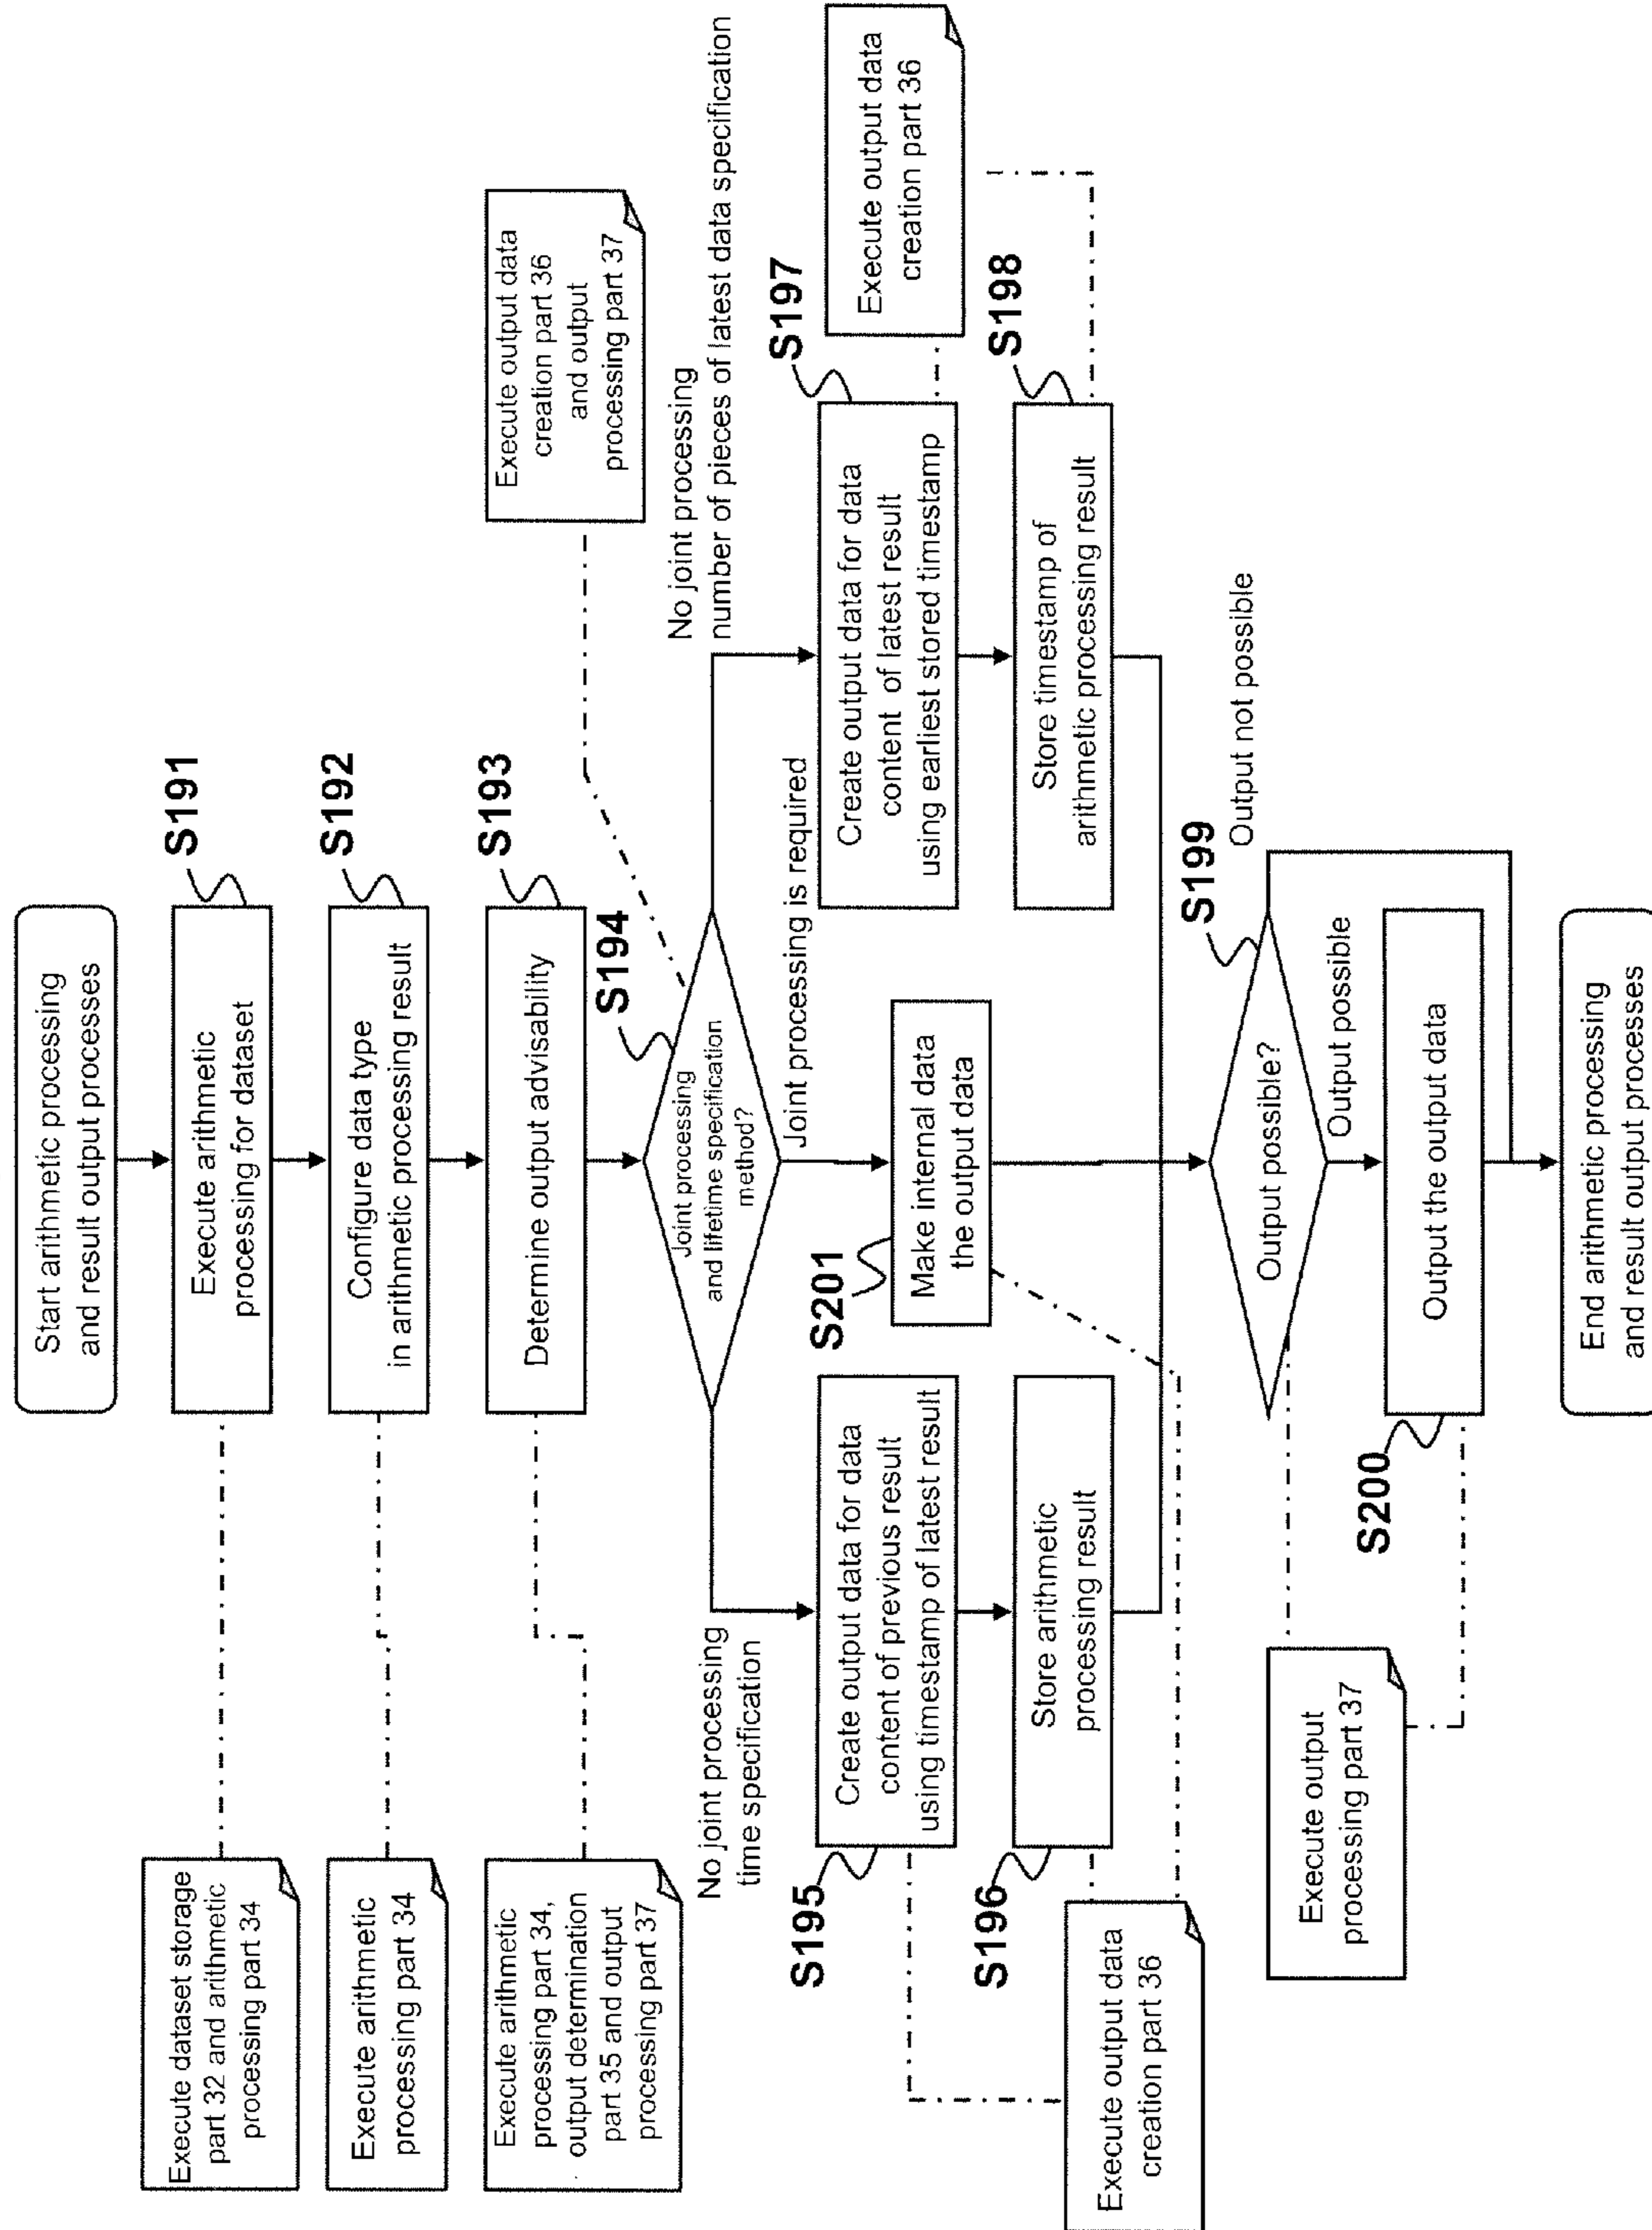 Start arithmetic processing
and result output processes
S191
Execute arithmetic
processing for dataset
Execute dataset storage
part 32 and arithmetic
processing part 34
S192
Configure data type
in arithmetic processing result
Execute arithmetic
processing part 34
S193
Determine output advisability
Execute arithmetic
processing part 34,
output determination
part 35 and output
processing part 37
Execute output data
creation part 36
and output
processing part 37
S194
Joint processing
and lifetime specification
method?
No joint processing
time specification
Joint processing is required
No joint processing
number of pieces of latest data specification
S195
Create output data for data
content of previous result
using timestamp of latest result
S201
Make internal data
the output data
S197
Create output data for data
content of latest result
using earliest stored timestamp
Execute output data
creation part 36
S196
Store arithmetic
processing result
S198
Store timestamp of
arithmetic processing result
Execute output data
creation part 36
S199
Output possible?
Output not possible
Output possible
Execute output
processing part 37
S200
Output the output data
End arithmetic processing
and result output processes